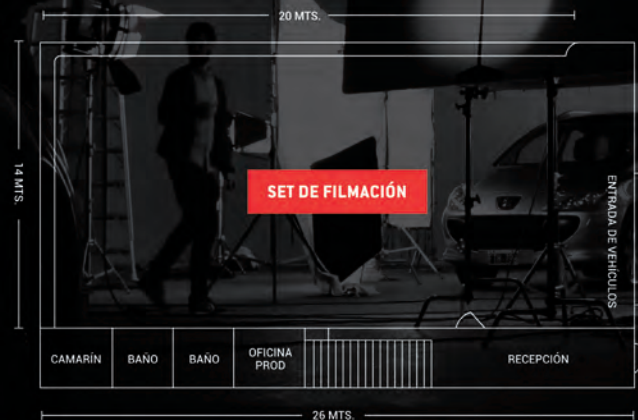 20 MTS.
14 MTS.
SET DE FILMACIÓN
ENTRADA DE VEHÍCULOS
CAMARÍN
BAÑO
BAÑO
OFICINA
PROD
RECEPCIÓN
26 MTS.